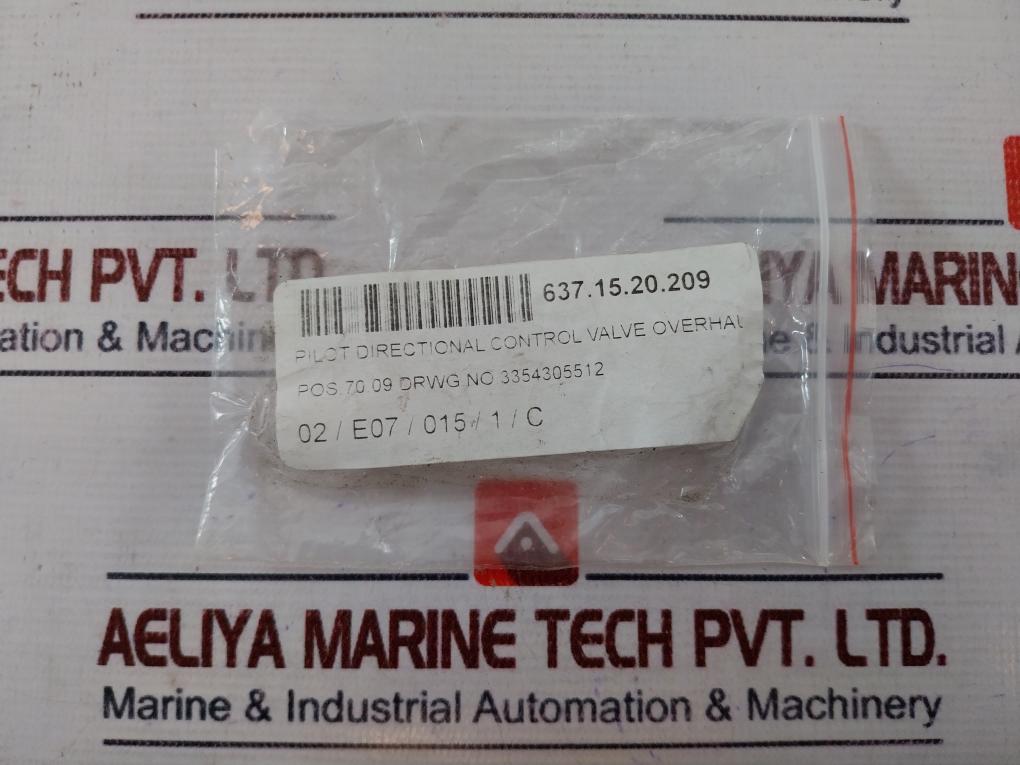 ECH PVT. LTD
ation & Machin
IYA MARIN
e & Industrial A
637.15.20.209
PILOT DIRECTIONAL CONTROL VALVE OVERHAU
POS.70.09 DRWG.NO 3354305512
02 / E07 / 015 / 1 / C
AELIYA MARINE TECH PVT. LTD.
Marine & Industrial Automation & Machinery